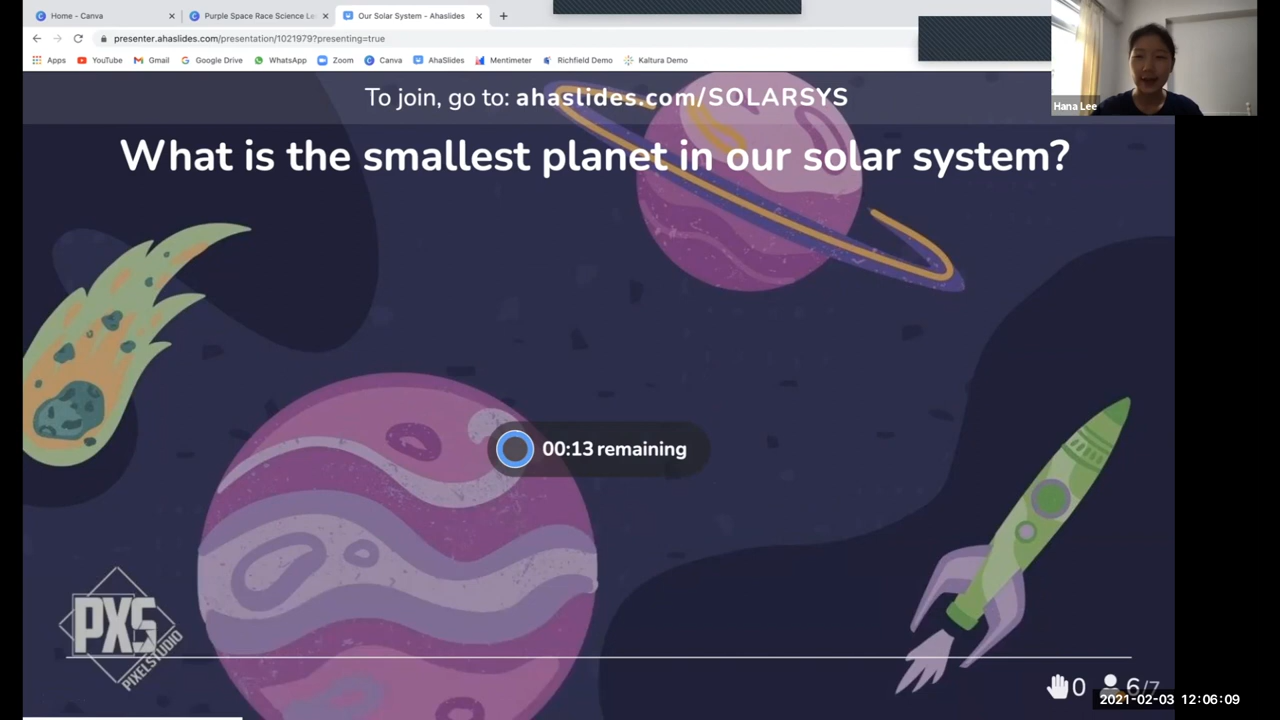 Home - Canva
Purple Space Race Science Le
Our Solar System - Ahaslides
presenter.ahaslides.com/presentation/1021979?presenting=true
Apps YouTube Gmail Google Drive WhatsApp Zoom Canva AhaSlides Mentimeter Richfield Demo Kaltura Demo
Hana Lee
To join, go to: ahaslides.com/SOLARSYS
What is the smallest planet in our solar system?
00:13 remaining
PXS
PIXELSTUDIO
0 6/7
2021-02-03 12:06:09